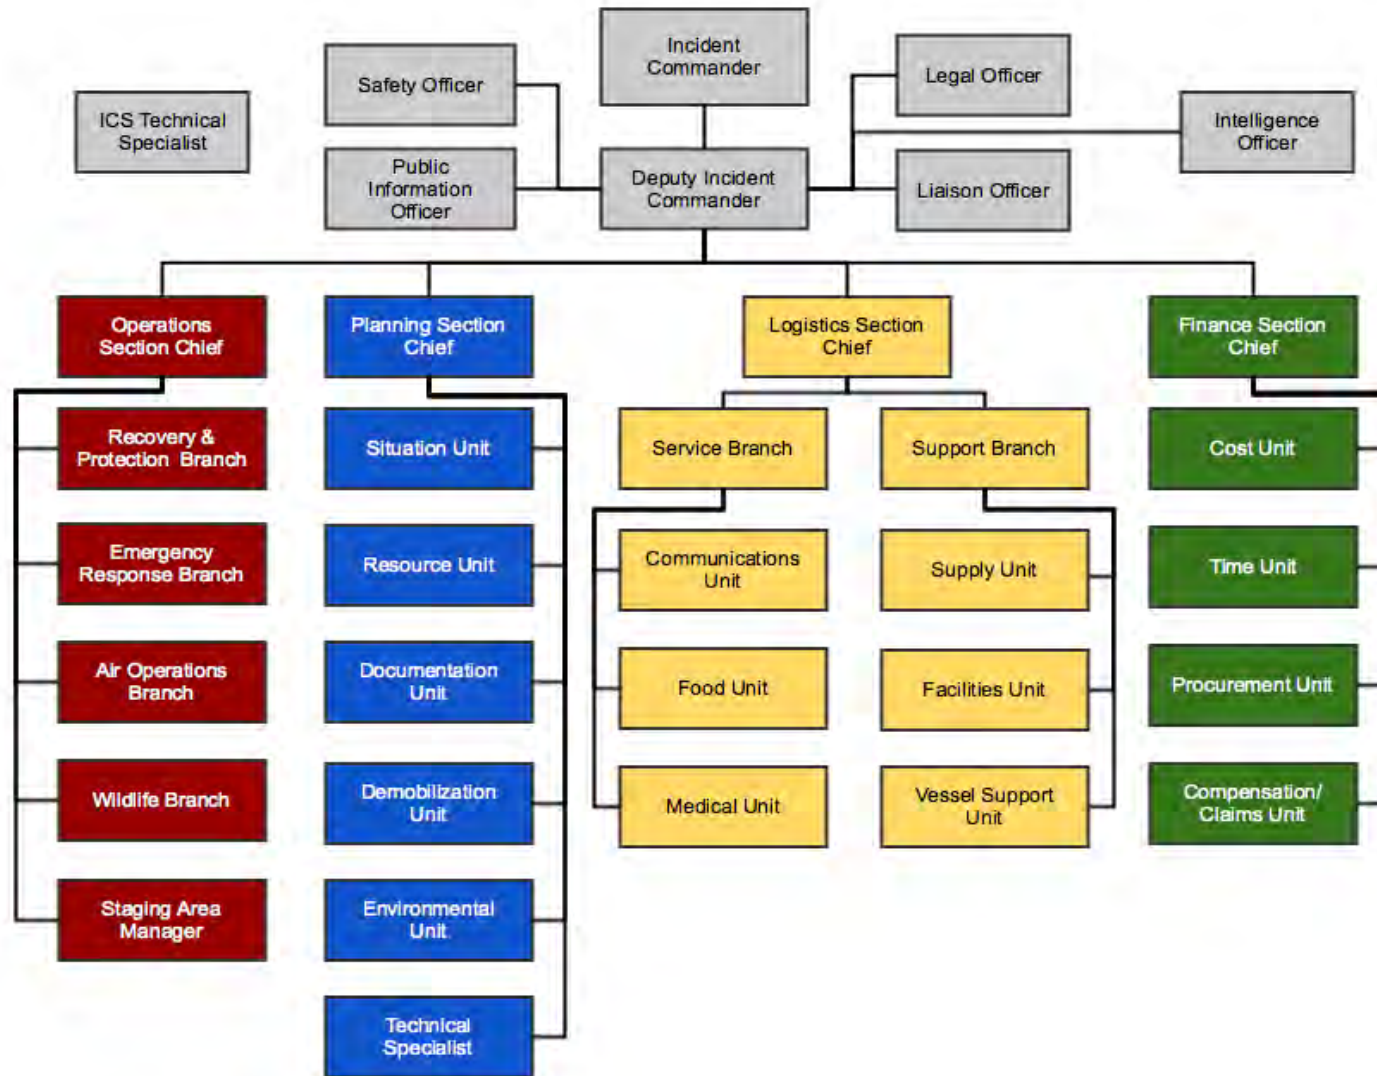 Incident
Commander
Safety Officer
Legal Officer
ICS Technical
Specialist
Intelligence
Officer
Public
Information
Officer
Deputy Incident
Commander
Liaison Officer
Operations
Section Chief
Planning Section
Chief
Logistics Section
Chief
Finance Section
Chief
Recovery &
Protection Branch
Situation Unit
Service Branch
Support Branch
Cost Unit
Emergency
Response Branch
Resource Unit
Communications
Unit
Supply Unit
Time Unit
Air Operations
Branch
Documentation
Unit
Food Unit
Facilities Unit
Procurement Unit
Wildlife Branch
Demobilization
Unit
Medical Unit
Vessel Support
Unit
Compensation/
Claims Unit
Staging Area
Manager
Environmental
Unit
Technical
Specialist